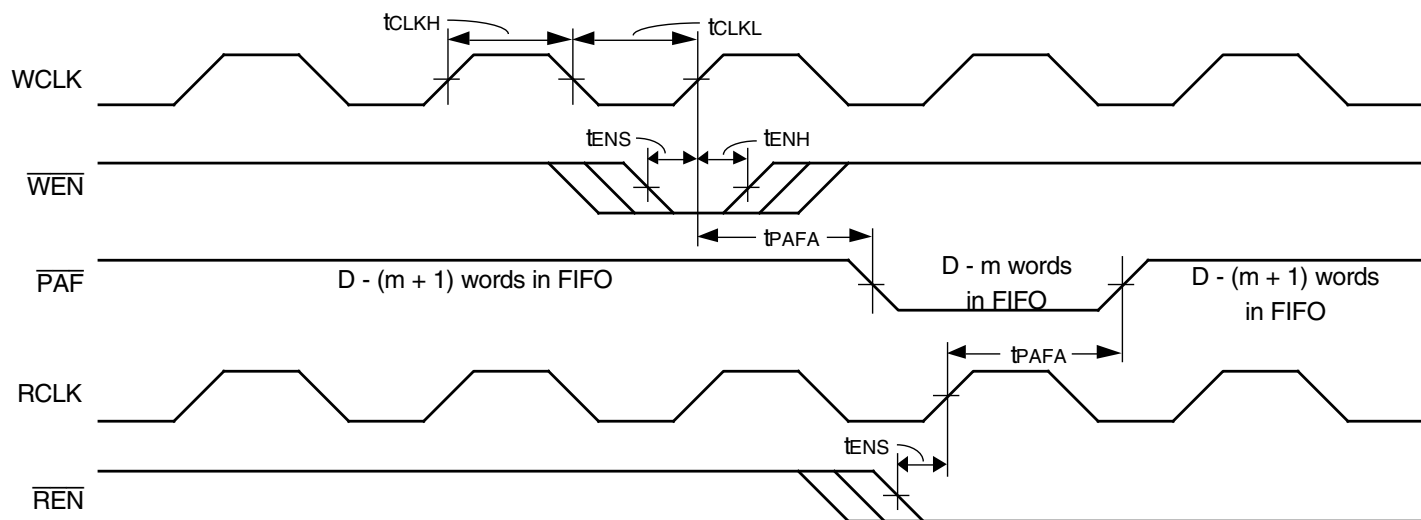 tCLKH
tCLKL
WCLK
tENS
tENH
WEN
tPAFA
PAF
D - (m + 1) words in FIFO
D - m words
in FIFO
D - (m + 1) words
in FIFO
tPAFA
RCLK
tENS
REN